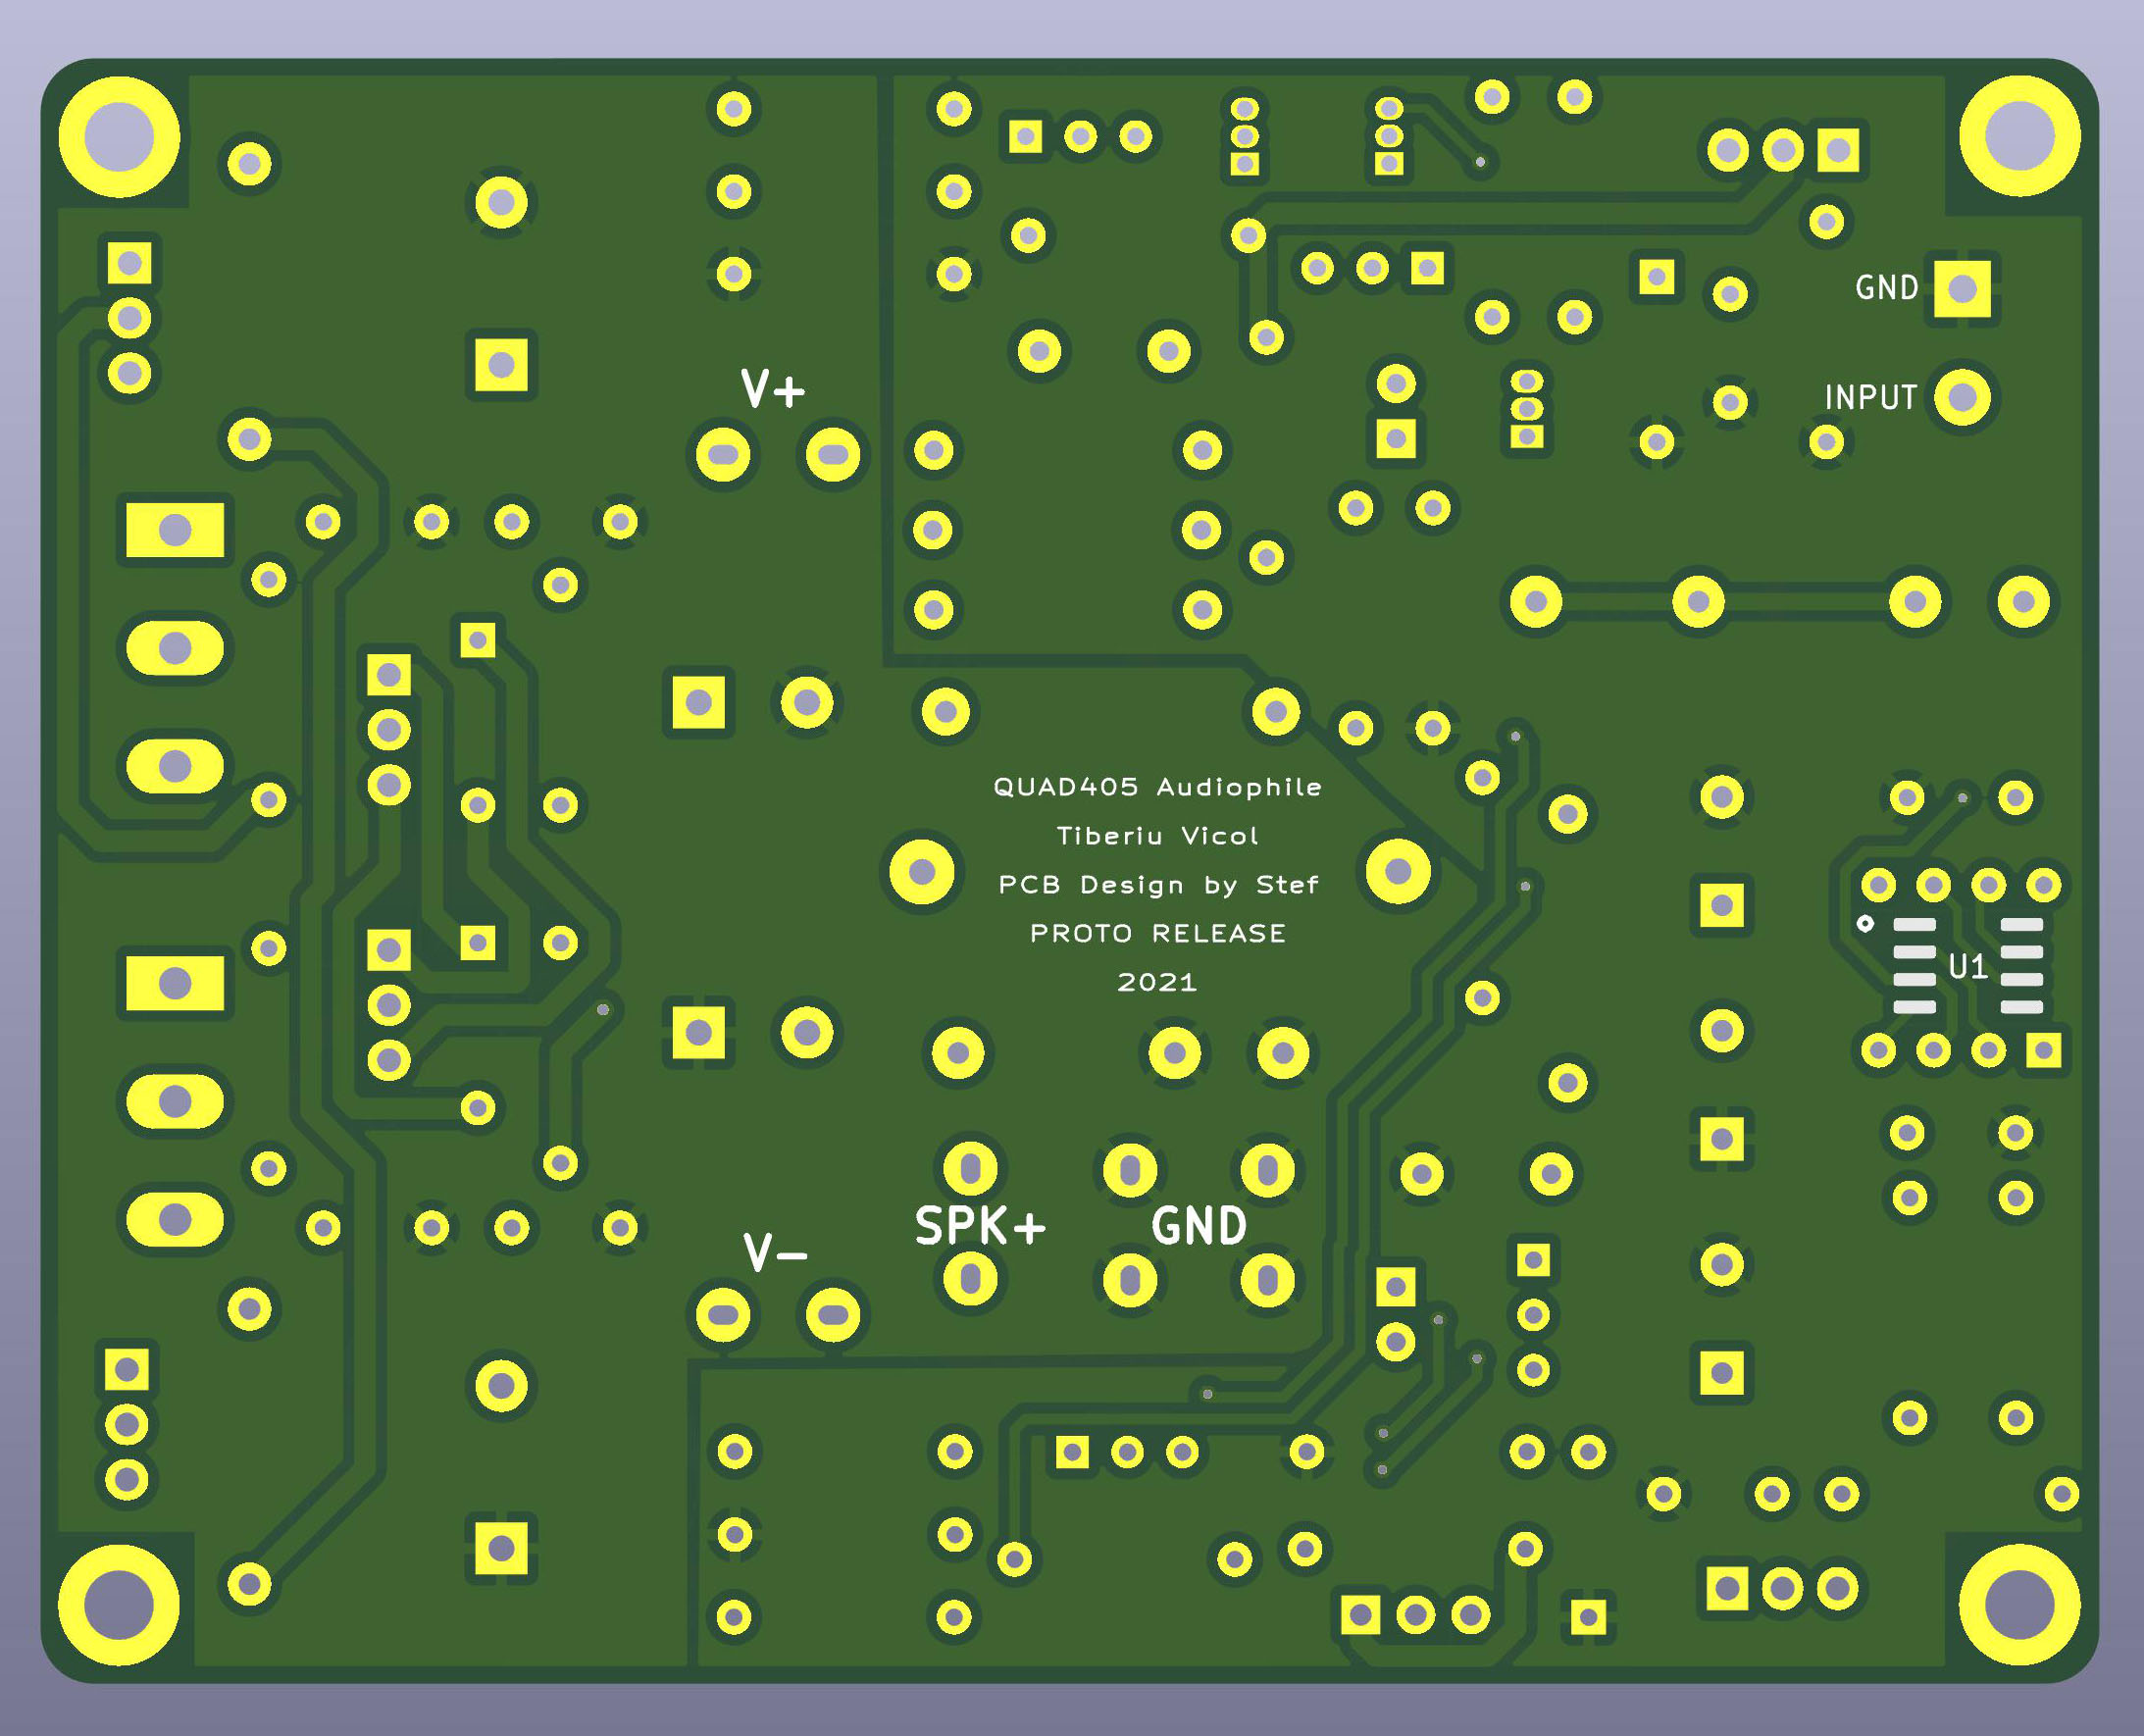 GND
V+
INPUT
QUAD405 Audiophile
Tiberiu Vicol
PCB Design by Stef
PROTO RELEASE
2021
U1
SPK+
GND
V-